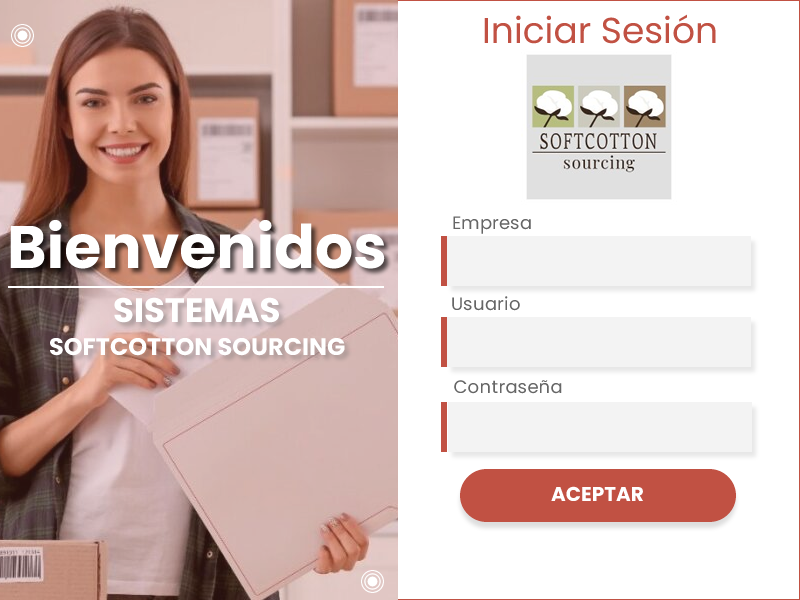 Bienvenidos
SISTEMAS
SOFTCOTTON SOURCING
Iniciar Sesión
SOFTCOTTON
sourcing
Empresa
Usuario
Contraseña
ACEPTAR